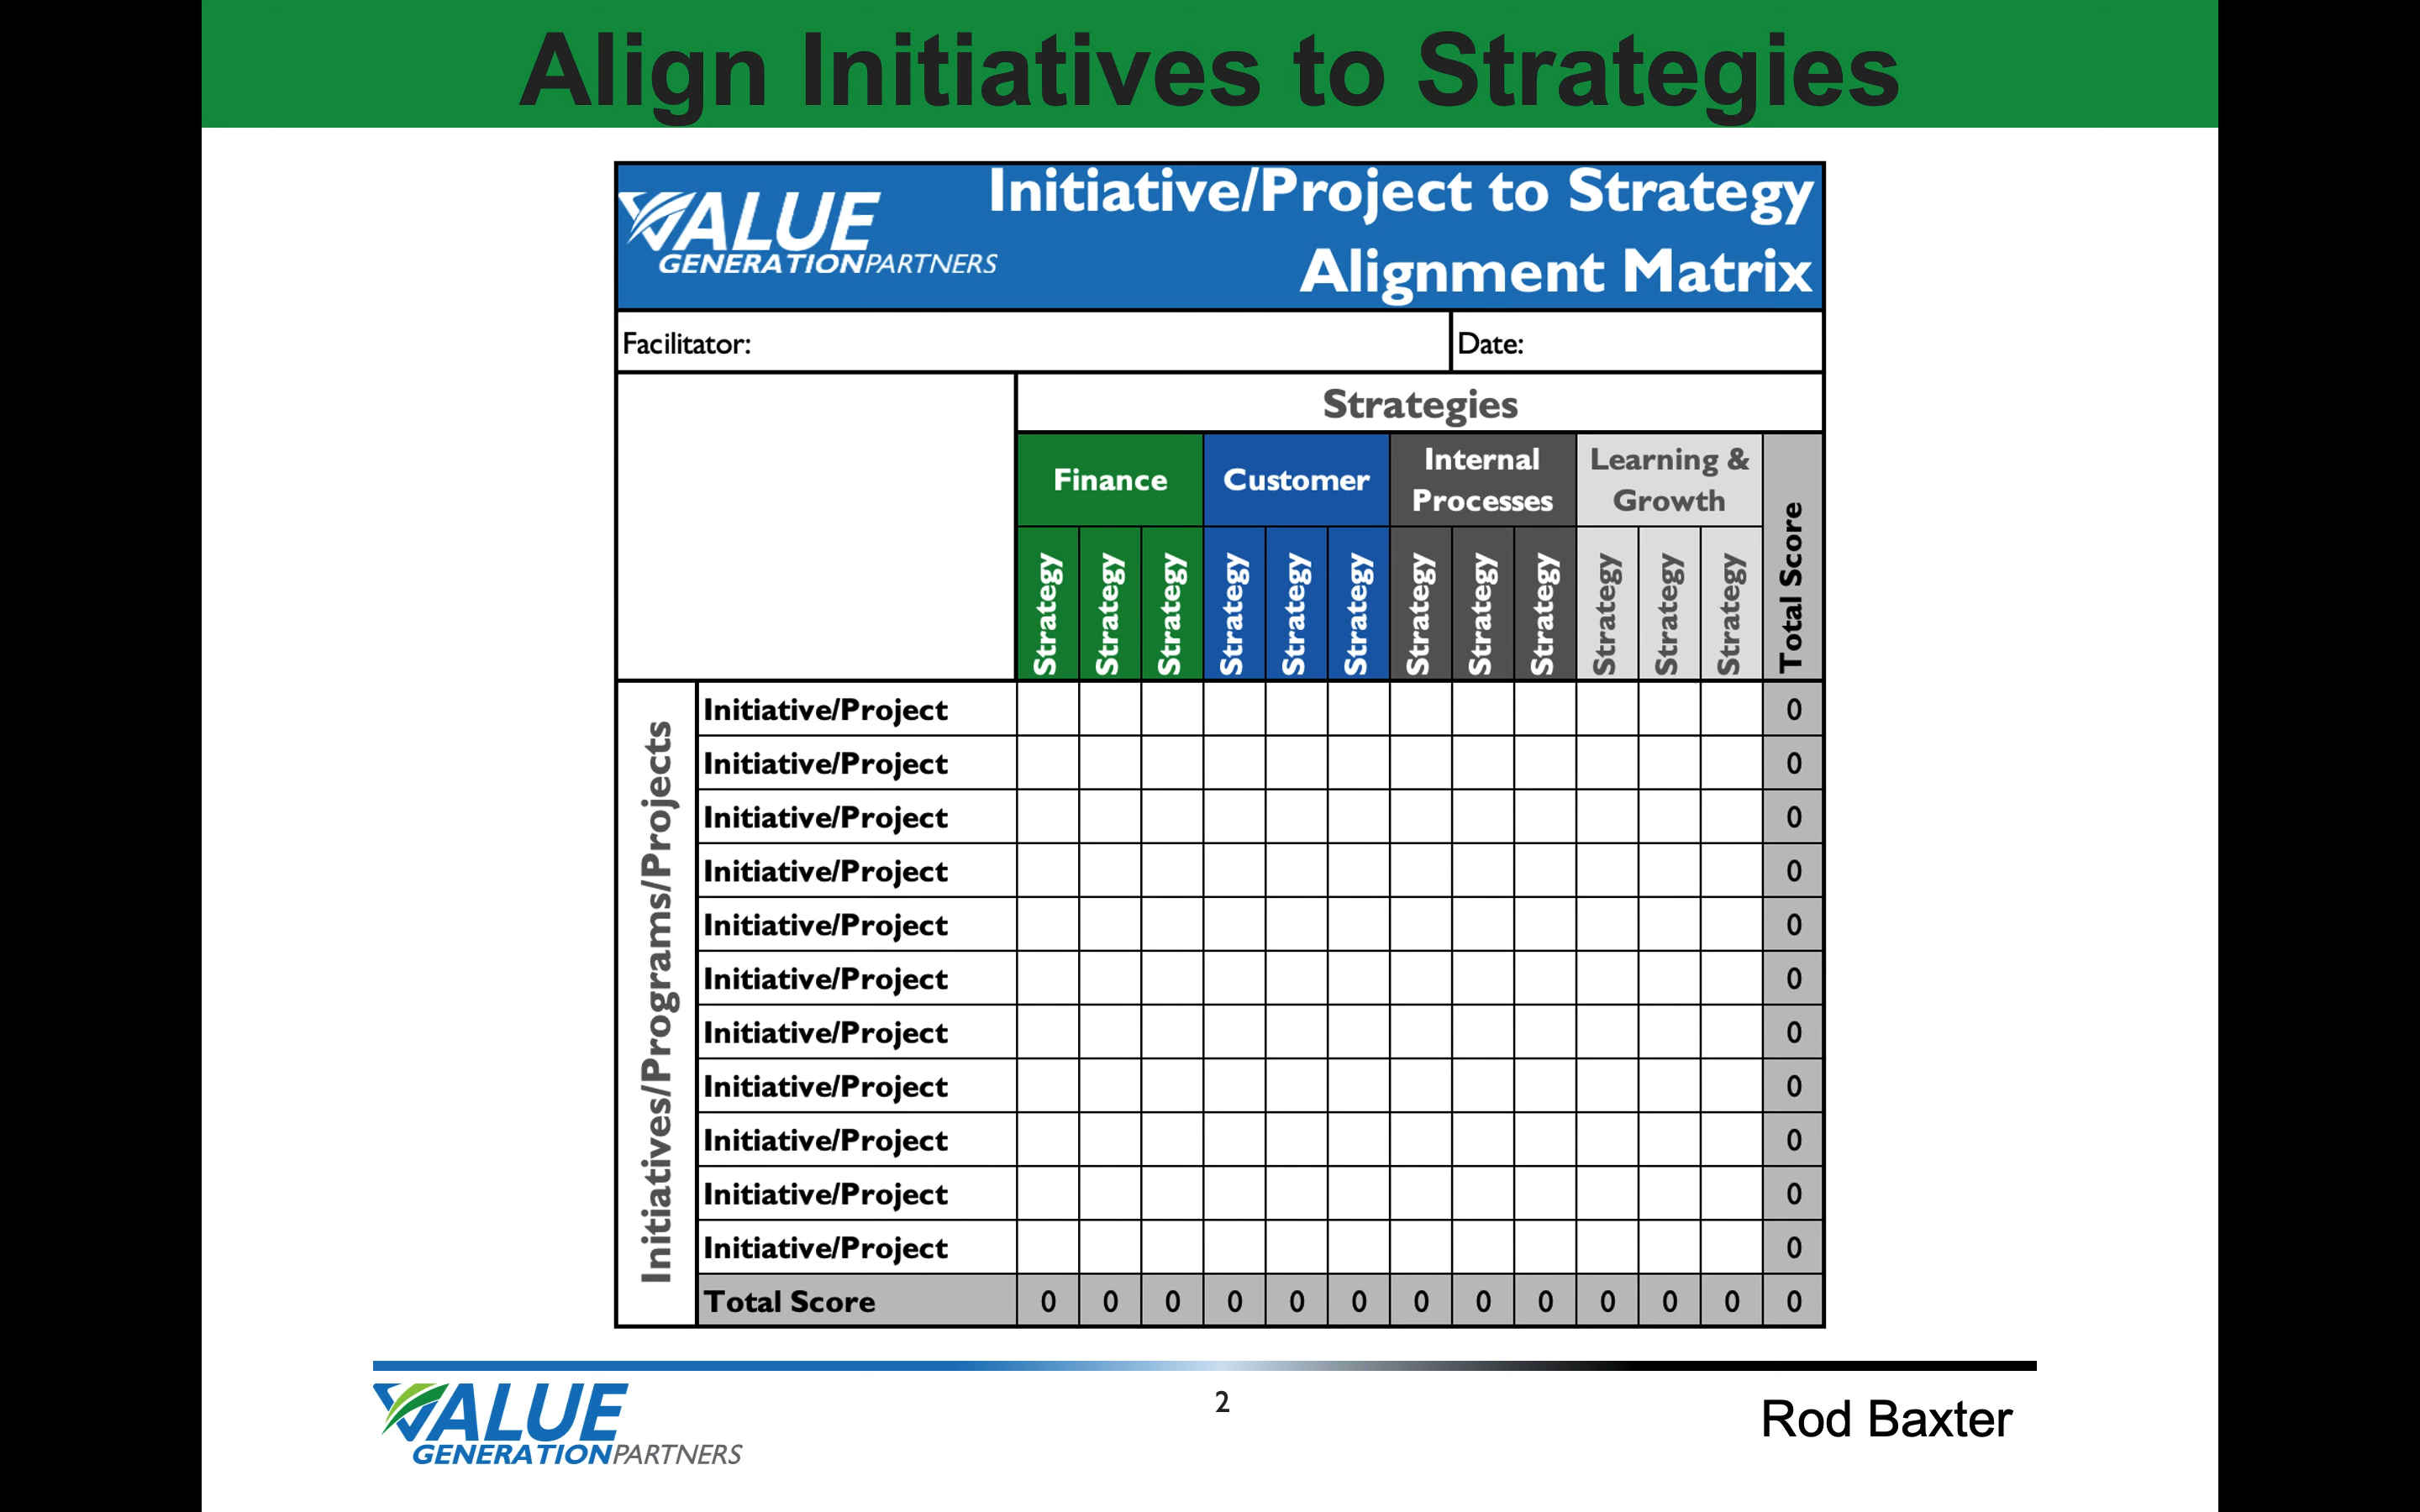 Align Initiatives to Strategies
VALUE
GENERATIONPARTNERS
Initiative/Project to Strategy
Alignment Matrix
Facilitator:
Date:
Strategies
Finance
Customer
Internal
Processes
Learning &
Growth
Total Score
Strategy
Strategy
Strategy
Strategy
Strategy
Strategy
Strategy
Strategy
Strategy
Strategy
Strategy
Strategy
Initiatives/Programs/Projects
Initiative/Project 0
Initiative/Project 0
Initiative/Project 0
Initiative/Project 0
Initiative/Project 0
Initiative/Project 0
Initiative/Project 0
Initiative/Project 0
Initiative/Project 0
Initiative/Project 0
Initiative/Project 0
Total Score 0 0 0 0 0 0 0 0 0 0 0 0 0
VALUE
GENERATIONPARTNERS
2
Rod Baxter